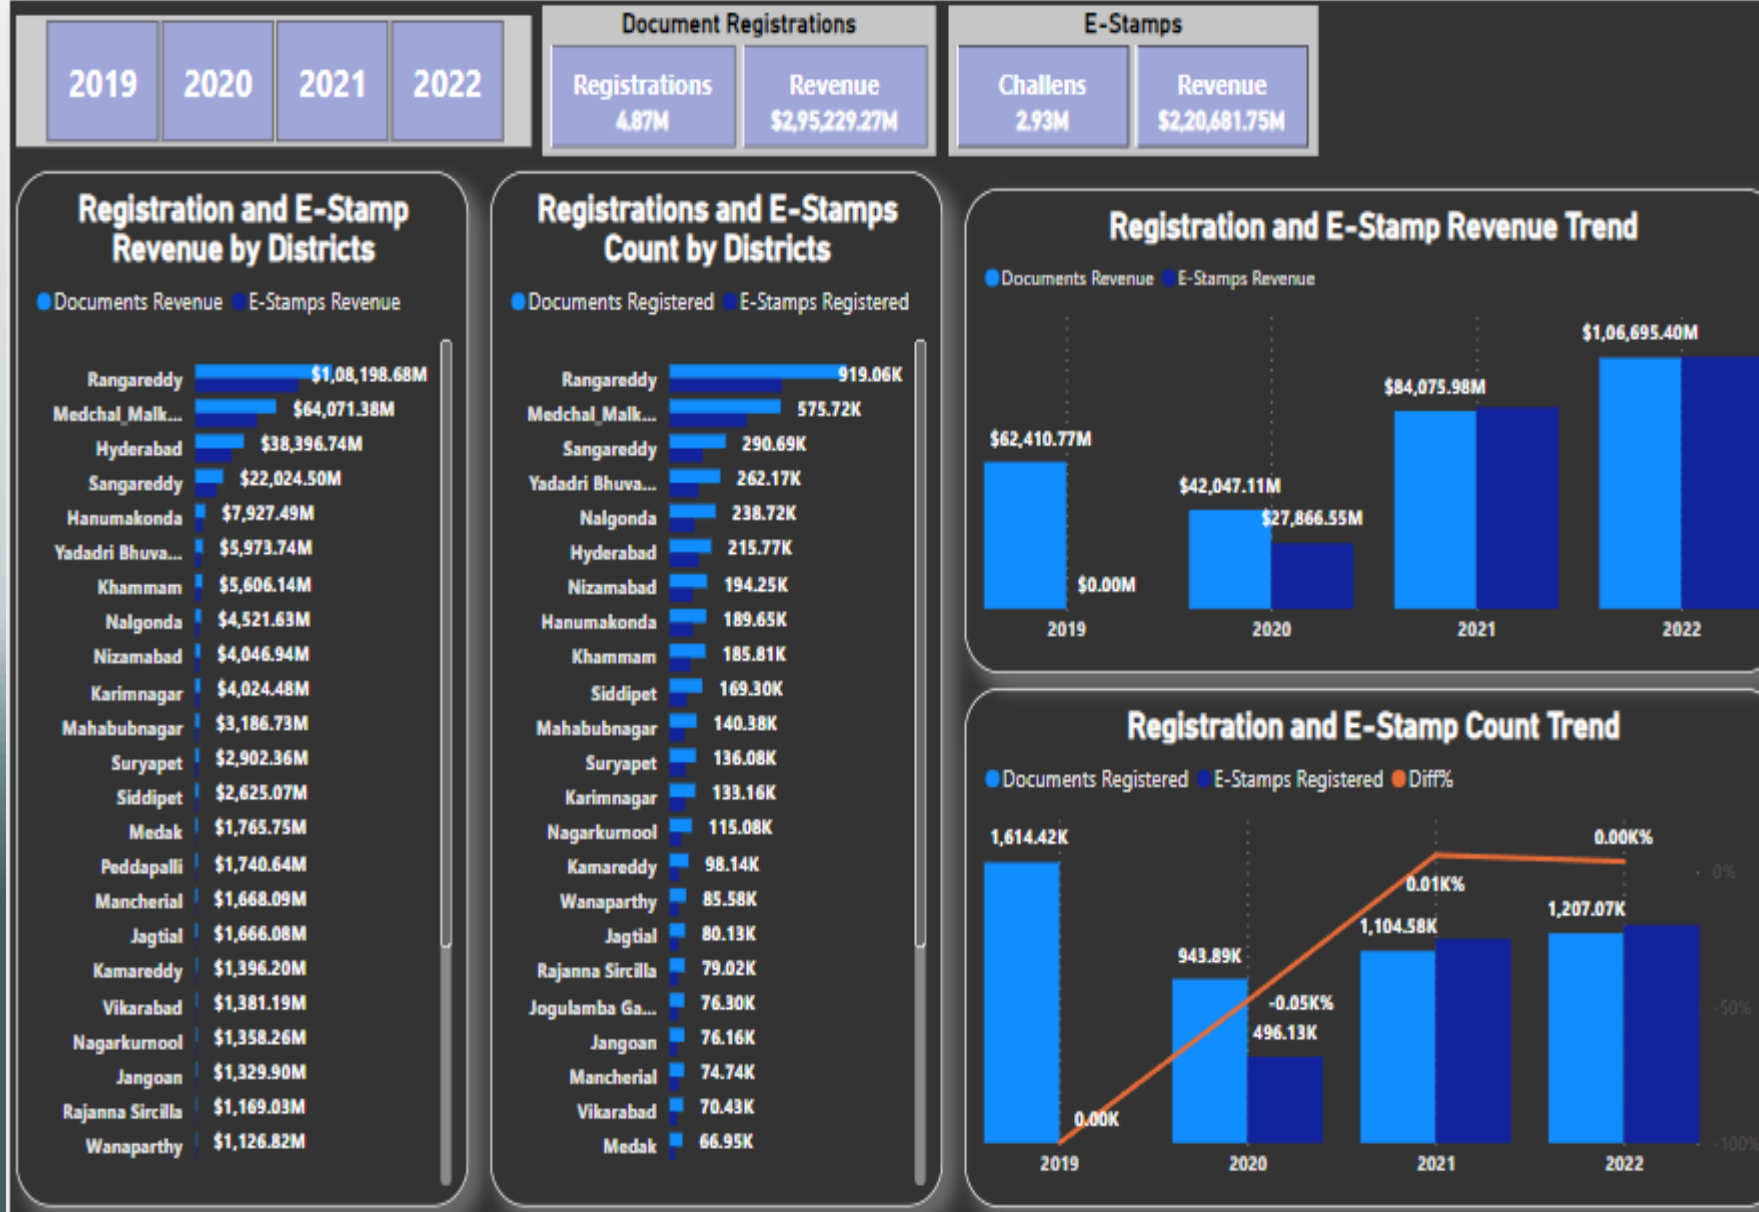 2019 2020 2021 2022
Document Registrations
Registrations
4.87M
Revenue
$2,95,229.27M
E-Stamps
Challens
2.93M
Revenue
$2,20,681.75M
Registration and E-Stamp
Revenue by Districts
Documents Revenue E-Stamps Revenue
Rangareddy $1,08,198.68M
Medchal_Malk... $64,071.38M
Hyderabad $38,396.74M
Sangareddy $22,024.50M
Hanumakonda $7,927.49M
Yadadri Bhuva... $5,973.74M
Khammam $5,606.14M
Nalgonda $4,521.63M
Nizamabad $4,046.94M
Karimnagar $4,024.48M
Mahabubnagar $3,186.73M
Suryapet $2,902.36M
Siddipet $2,625.07M
Medak $1,765.75M
Peddapalli $1,740.64M
Mancherial $1,668.09M
Jagtial $1,666.08M
Kamareddy $1,396.20M
Vikarabad $1,381.19M
Nagarkurnool $1,358.26M
Jangoan $1,329.90M
Rajanna Sircilla $1,169.03M
Wanaparthy $1,126.82M
Registrations and E-Stamps
Count by Districts
Documents Registered E-Stamps Registered
Rangareddy 919.06K
Medchal_Malk... 575.72K
Sangareddy 290.69K
Yadadri Bhuva... 262.17K
Nalgonda 238.72K
Hyderabad 215.77K
Nizamabad 194.25K
Hanumakonda 189.65K
Khammam 185.81K
Siddipet 169.30K
Mahabubnagar 140.38K
Suryapet 136.08K
Karimnagar 133.16K
Nagarkurnool 115.08K
Kamareddy 98.14K
Wanaparthy 85.58K
Jagtial 80.13K
Rajanna Sircilla 79.02K
Jogulamba Ga... 76.30K
Jangoan 76.16K
Mancherial 74.74K
Vikarabad 70.43K
Medak 66.95K
Registration and E-Stamp Revenue Trend
Documents Revenue E-Stamps Revenue
$1,06,695.40M
$84,075.98M
$62,410.77M
$42,047.11M
$27,866.55M
$0.00M
2019 2020 2021 2022
Registration and E-Stamp Count Trend
Documents Registered E-Stamps Registered Diff%
1,614.42K
0.00K%
0%
0.01K%
1,207.07K
1,104.58K
943.89K
-0.05K%
-50%
496.13K
0.00K
-100%
2019 2020 2021 2022